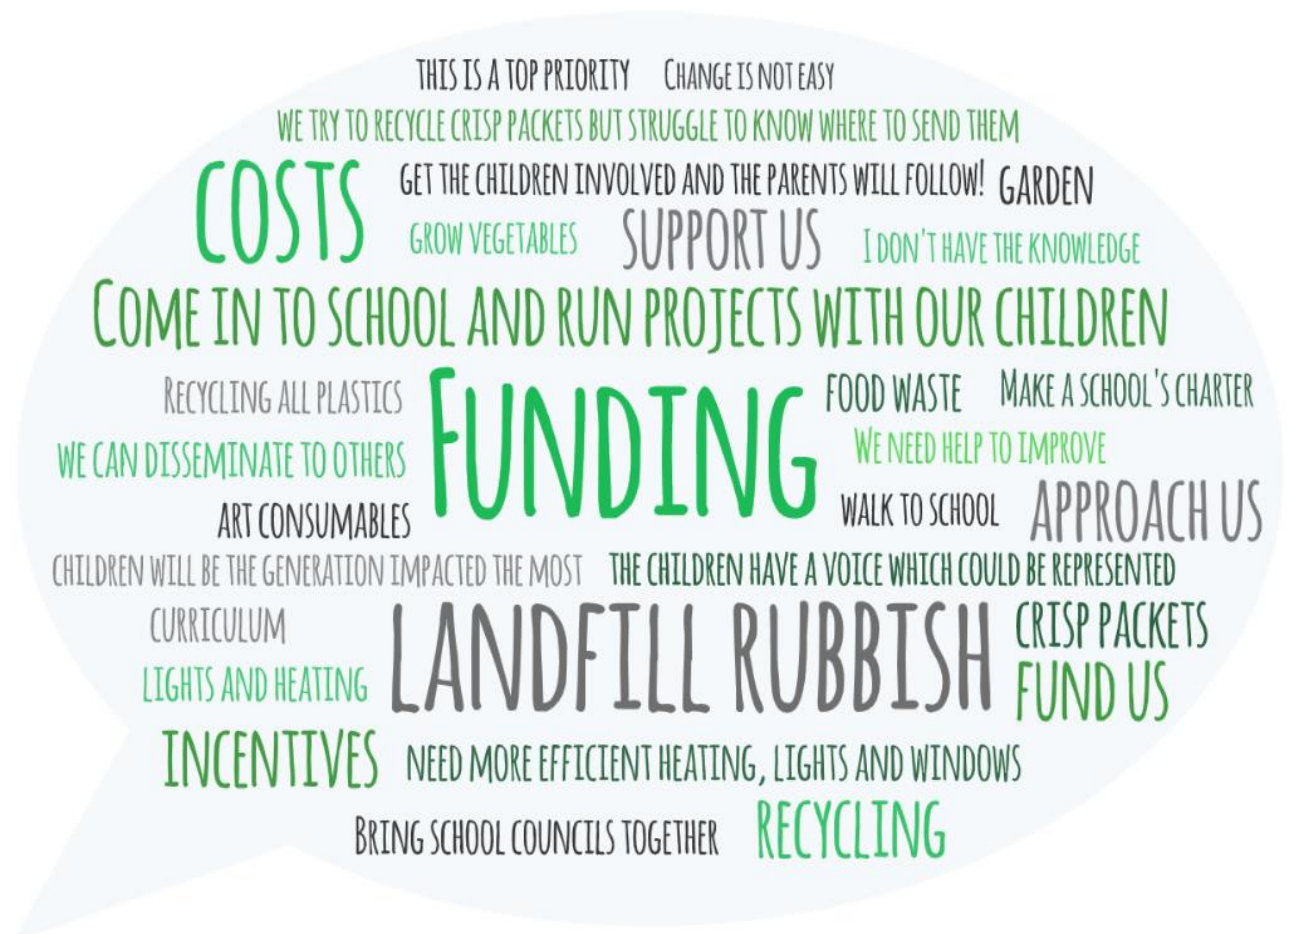 THIS IS A TOP PRIORITY CHANGE IS NOT EASY
WE TRY TO RECYCLE CRISP PACKETS BUT STRUGGLE TO KNOW WHERE TO SEND THEM
COSTS GET THE CHILDREN INVOLVED AND THE PARENTS WILL FOLLOW! GARDEN
GROW VEGETABLES SUPPORT US I DON'T HAVE THE KNOWLEDGE
COME IN TO SCHOOL AND RUN PROJECTS WITH OUR CHILDREN
RECYCLING ALL PLASTICS FUNDING FOOD WASTE MAKE A SCHOOL'S CHARTER
WE CAN DISSEMINATE TO OTHERS WE NEED HELP TO IMPROVE
ART CONSUMABLES WALK TO SCHOOL APPROACH US
CHILDREN WILL BE THE GENERATION IMPACTED THE MOST THE CHILDREN HAVE A VOICE WHICH COULD BE REPRESENTED
CURRICULUM LANDFILL RUBBISH CRISP PACKETS
LIGHTS AND HEATING FUND US
INCENTIVES NEED MORE EFFICIENT HEATING, LIGHTS AND WINDOWS
BRING SCHOOL COUNCILS TOGETHER RECYCLING